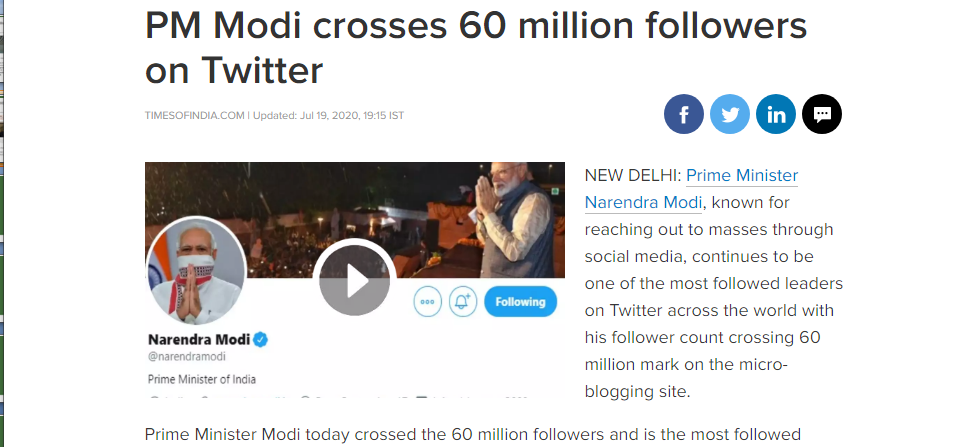 PM Modi crosses 60 million followers
on Twitter
TIMESOFINDIA.COM | Updated: Jul 19, 2020, 19:15 IST
NEW DELHI: Prime Minister
Narendra Modi, known for
reaching out to masses through
social media, continues to be
one of the most followed leaders
on Twitter across the world with
his follower count crossing 60
million mark on the micro-
blogging site.
Following
Narendra Modi
@narendramodi
Prime Minister of India
Prime Minister Modi today crossed the 60 million followers and is the most followed